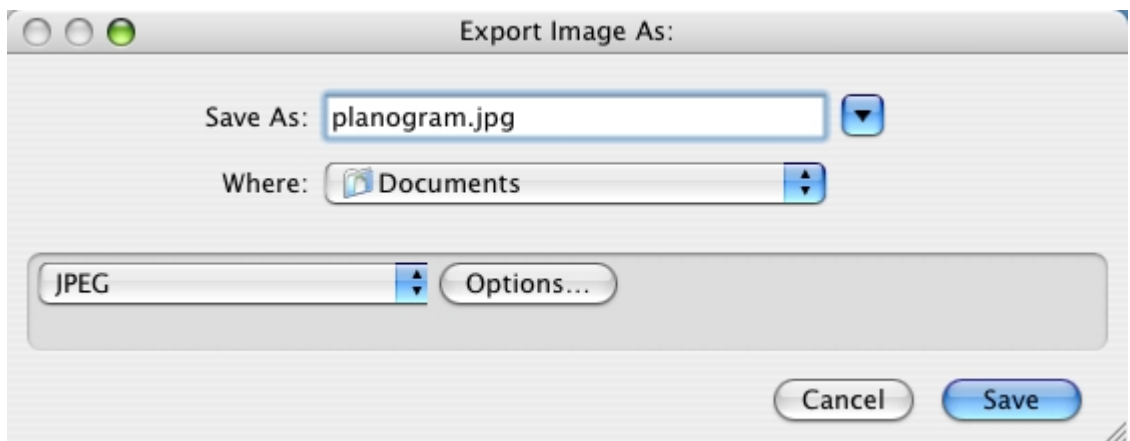 Export Image As:
Save As: planogram.jpg
Where: Documents
JPEG Options...
Cancel Save